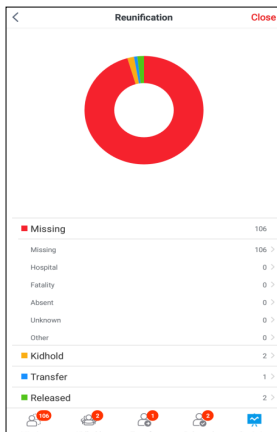 Reunification
Close
Missing 106
Missing 106
Hospital 0
Fatality 0
Absent 0
Unknown 0
Other 0
Kidhold 2
Transfer 1
Released 2
106 2 1 2